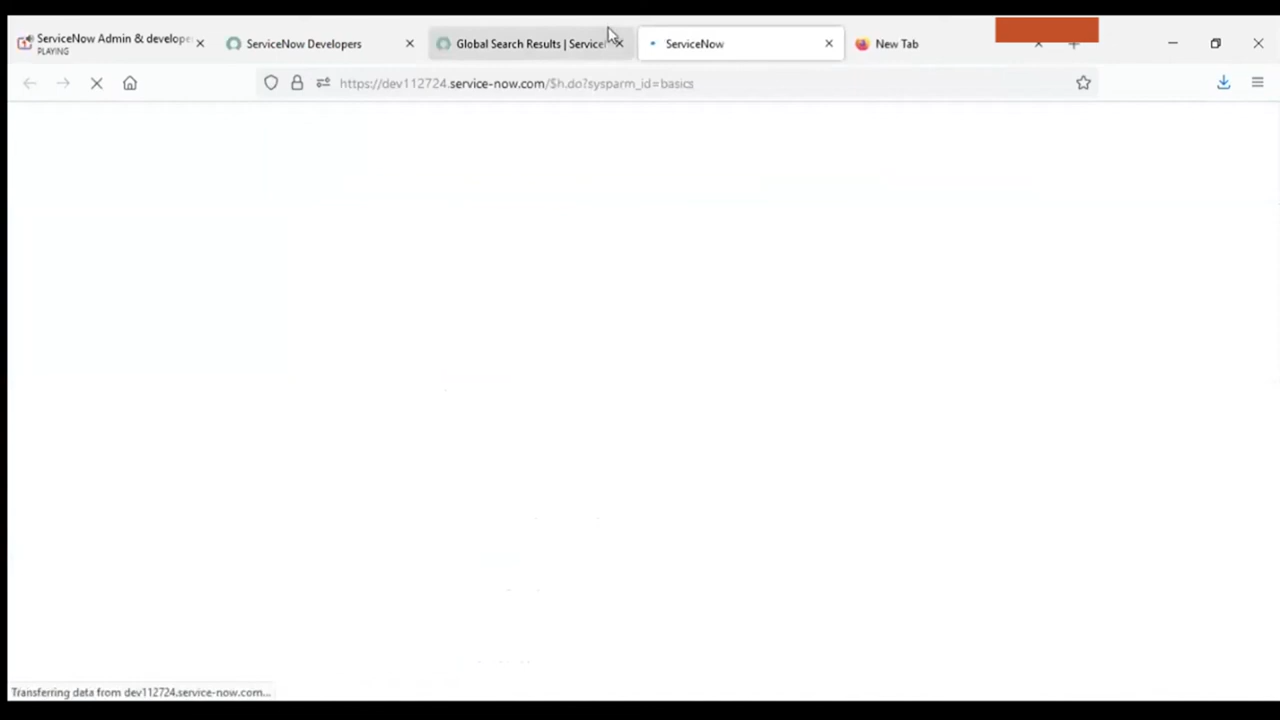 ServiceNow Admin & develope
PLAYING
ServiceNow Developers
Global Search Results | Service
ServiceNow
New Tab
https://dev112724.service-now.com/$h.do?sysparm_id=basics
Transferring data from dev112724.service-now.com...